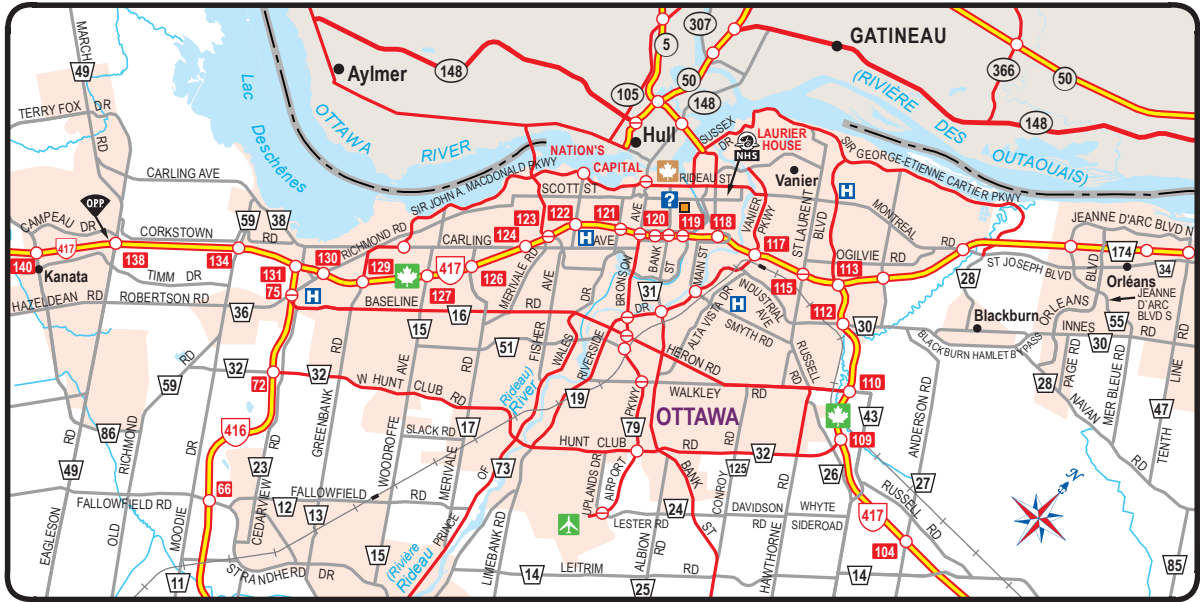 MARCH
RD
49
TERRY FOX DR
Lac
Deschênes
OTTAWA
RIVER
Aylmer
148
5
307
105
50
148
Hull
GATINEAU
366
50
148
(RIVIÈRE DES
OUTAOUAIS)
SUSSEX
DR
LAURIER
HOUSE
NHS
NATION'S
CAPITAL
SIR GEORGE-ETIENNE CARTIER PKWY
SIR JOHN A. MACDONALD PKWY
SCOTT ST
RIDEAU ST
Vanier
H
CARLING AVE
OPP
CAMPEAU DR
CORKSTOWN
RD
59
38
RICHMOND RD
CARLING
AVE
H
?
VANIER
PKWY
ST LAURENT
BLVD
MONTREAL
RD
OGILVIE
RD
JEANNE D'ARC BLVD N
174
34
ST JOSEPH BLVD
BLVD
Orléans
JEANNE
D'ARC
BLVD S
ORLEANS
417
140
138
134
131
130
129
127
126
124
123
122
121
120
119
118
117
115
113
112
110
109
104
417
Kanata
TIMM DR
HAZELDEAN RD
ROBERTSON RD
36
75
H
BASELINE
RD
15
16
MERIVALE RD
FISHER
DR
BRONSON
AVE
BANK
ST
MAIN ST
31
RIVERSIDE
DR
ALTA VISTA DR
H
INDUSTRIAL
AVE
SMYTH RD
RUSSELL
RD
28
Blackburn
30
BLACKBURN HAMLET BYPASS
INNES
RD
30
55
28
PAGE RD
MER BLEUE RD
NAVAN
RD
47
TENTH
LINE
RD
85
59
RD
32
72
32
W HUNT CLUB RD
51
WALES
OF
PRINCE
Rideau)
River
(Rivière
Rideau
19
HERON RD
WALKLEY
RD
OTTAWA
43
ANDERSON RD
27
26
RUSSELL
RD
86
RICHMOND
OLD
49
RD
EAGLESON
416
66
DR
MOODIE
23
RD
CEDARVIEW
GREENBANK
RD
WOODROFFE
AVE
SLACK RD
17
MERIVALE
RD
73
HUNT CLUB
RD
32
79
PKWY
AIRPORT
UPLANDS DR
BANK
ST
CONROY
RD
125
FALLOWFIELD RD
FALLOWFIELD
RD
12
13
15
11
STRANDHERD DR
LIMEBANK RD
14
LEITRIM
RD
LESTER RD
24
ALBION
RD
25
DAVIDSON
RD
WHYTE
SIDEROAD
HAWTHORNE
14
417
N